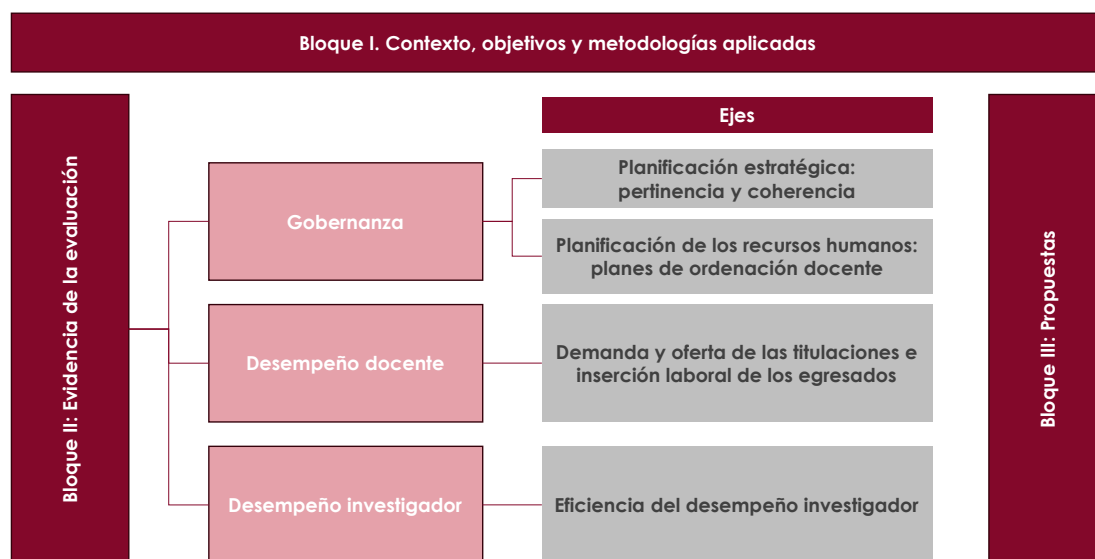 Bloque I. Contexto, objetivos y metodologías aplicadas
Bloque II: Evidencia de la evaluación
Ejes
Gobernanza
Planificación estratégica:
pertinencia y coherencia
Planificación de los recursos humanos:
planes de ordenación docente
Desempeño docente
Demanda y oferta de las titulaciones e
inserción laboral de los egresados
Desempeño investigador
Eficiencia del desempeño investigador
Bloque III: Propuestas